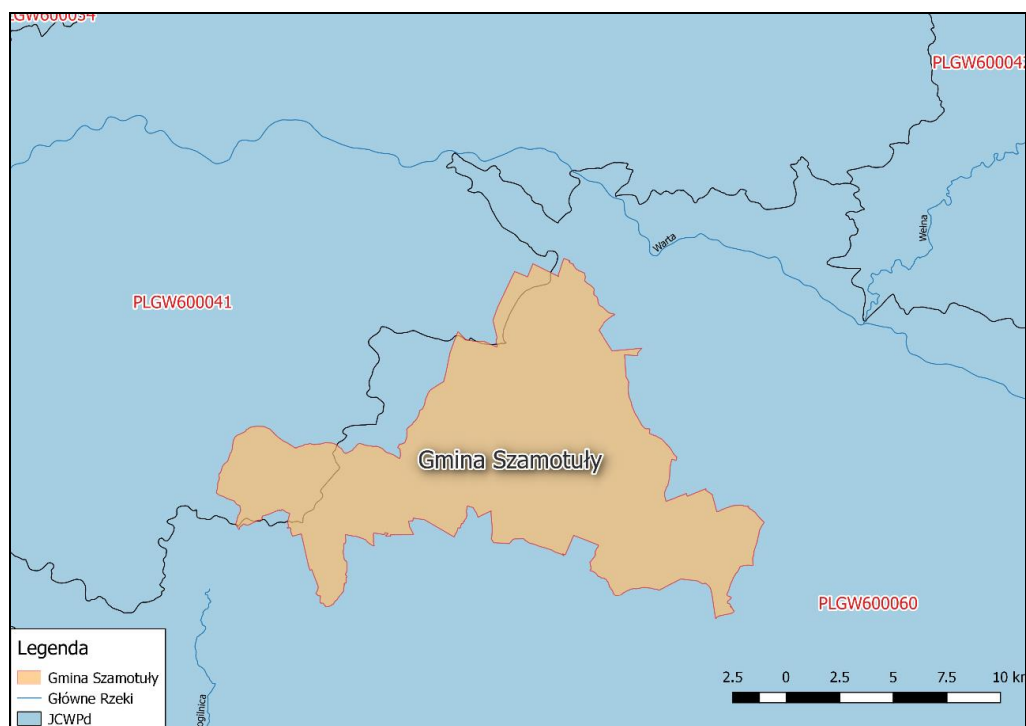 PLGW600034
PLGW600042
Wełna
Warta
PLGW600041
Gmina Szamotuły
PLGW600060
Legenda
Gmina Szamotuły
Główne Rzeki
JCWPd
2.5 0 2.5 5 7.5 10 km